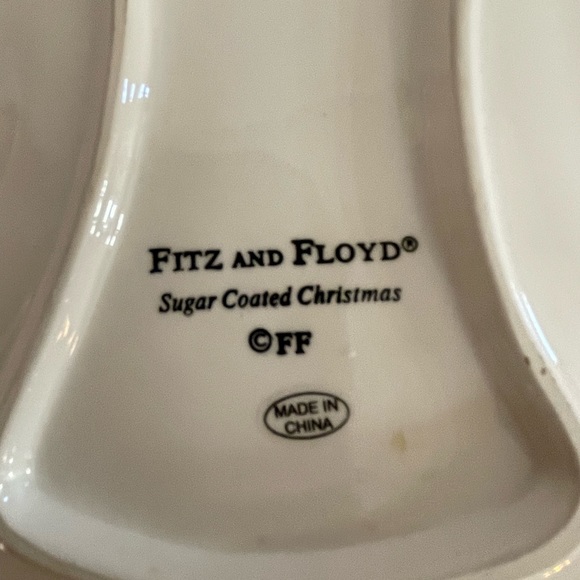 FITZ AND FLOYD®
Sugar Coated Christmas
©FF
MADE IN
CHINA